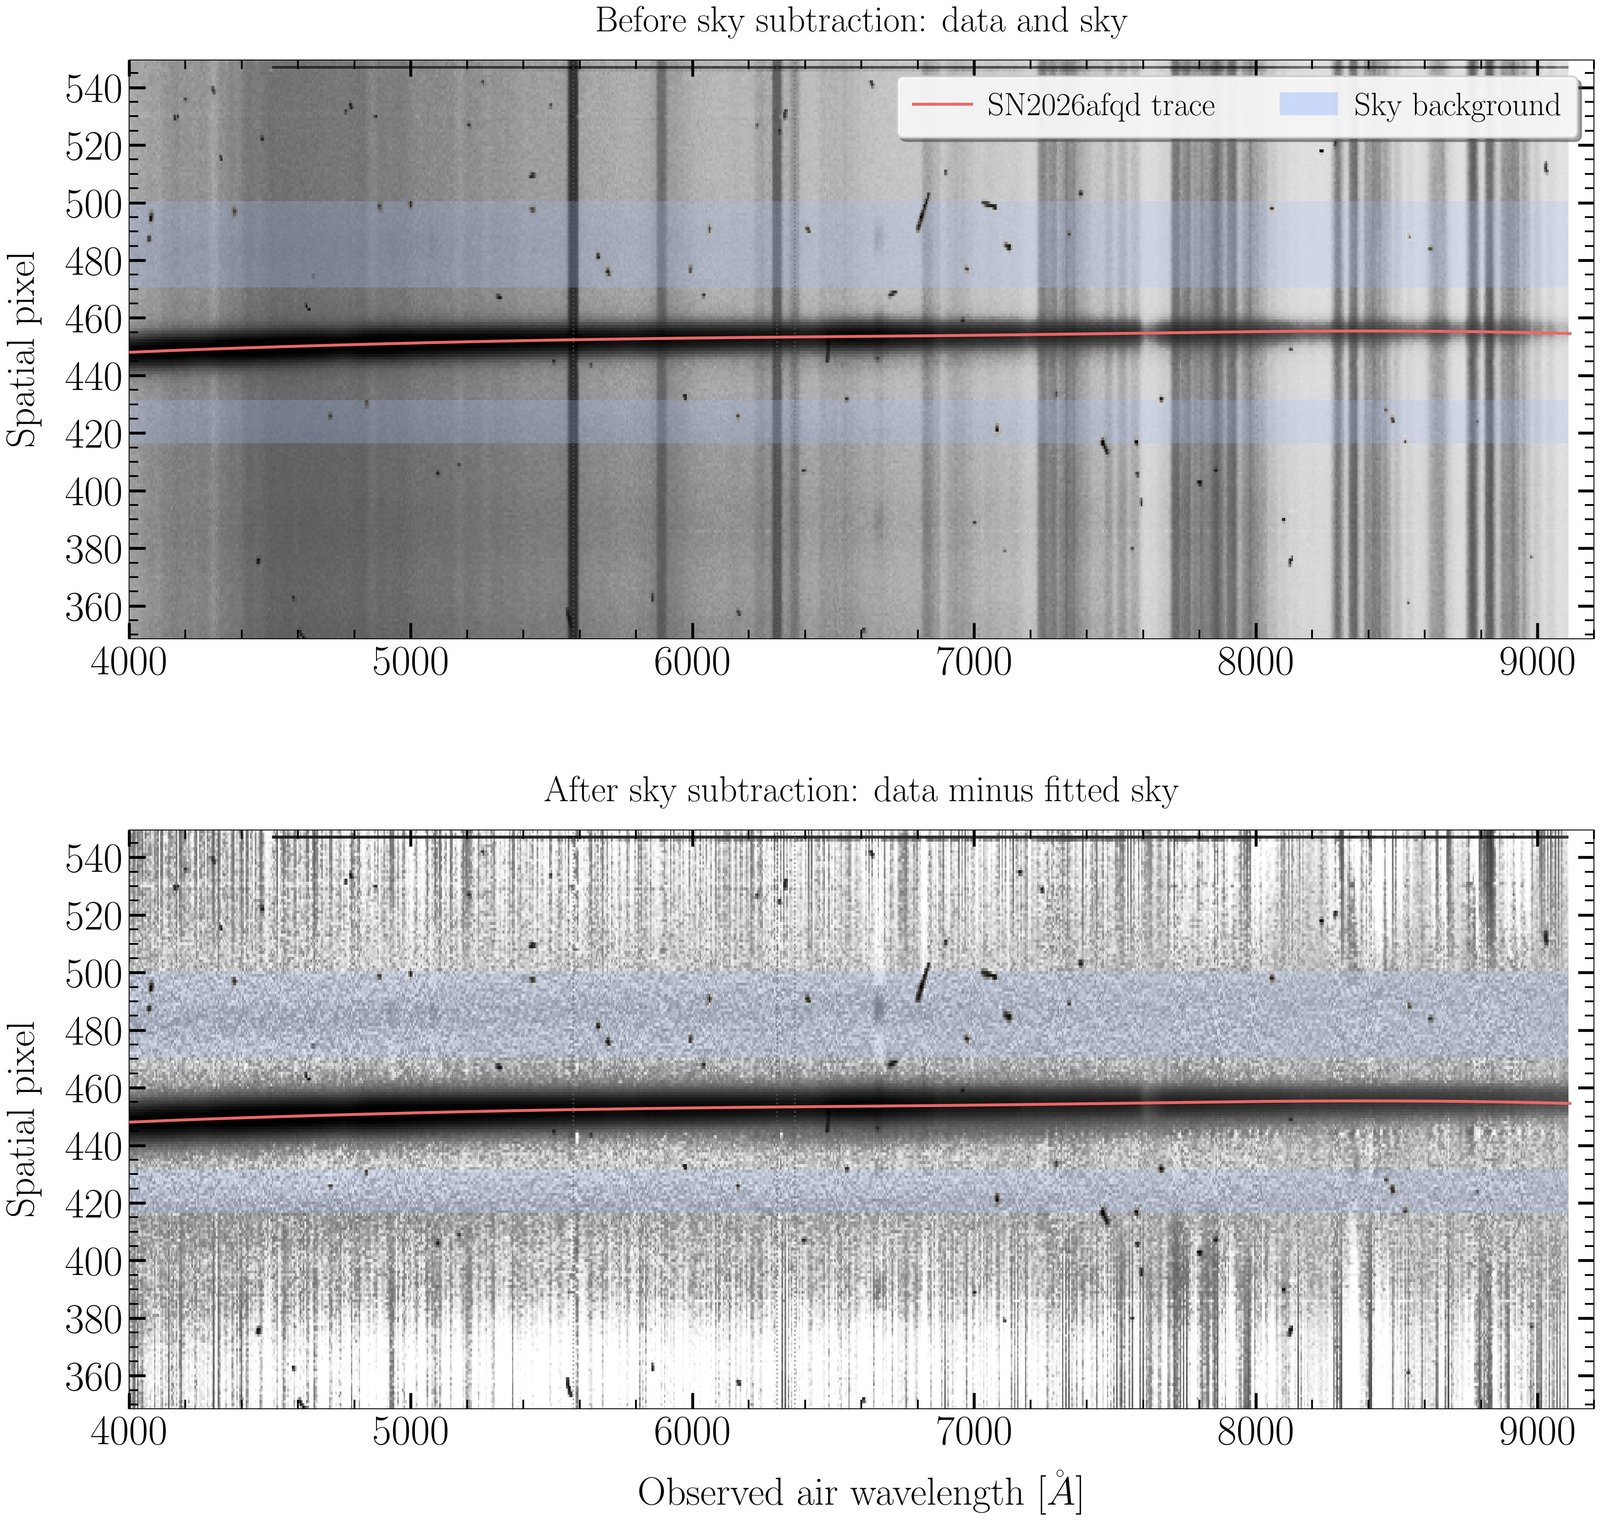 Before sky subtraction: data and sky
SN2026afqd trace
Sky background
540
520
500
480
460
440
420
400
380
360
Spatial pixel
4000 5000 6000 7000 8000 9000
After sky subtraction: data minus fitted sky
540
520
500
480
460
440
420
400
380
360
Spatial pixel
4000 5000 6000 7000 8000 9000
Observed air wavelength [Å]